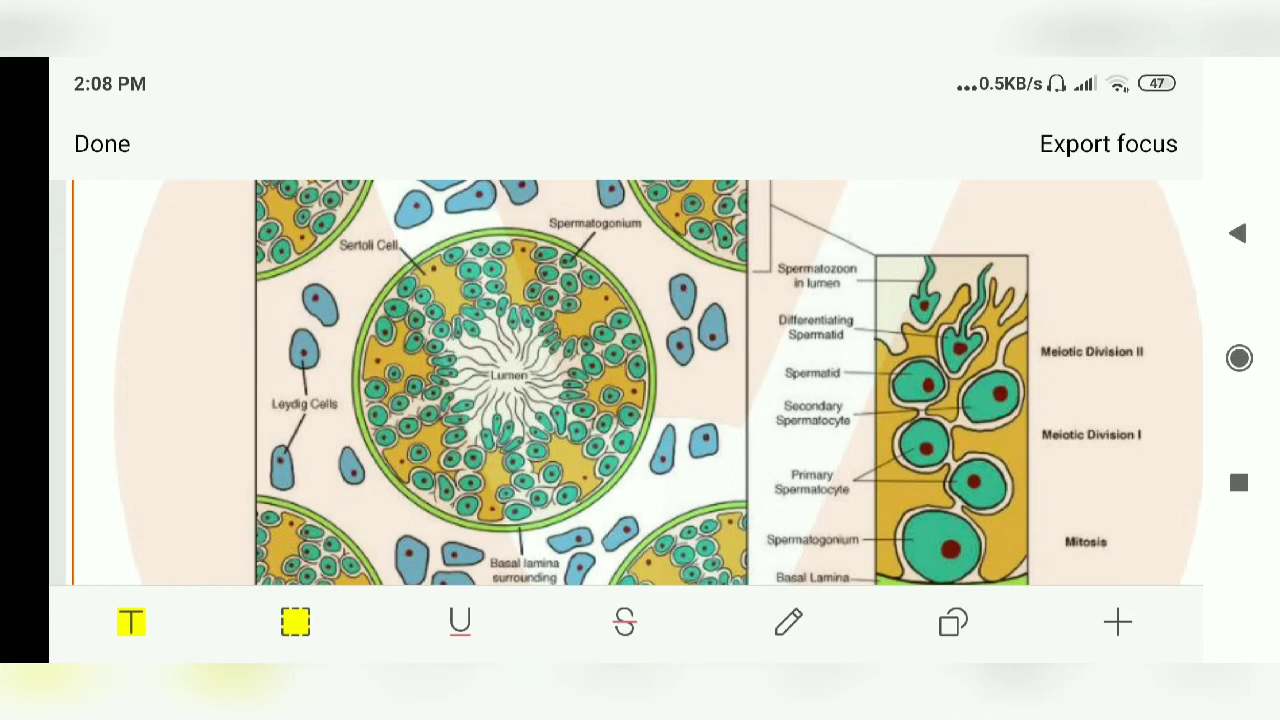 2:08 PM
...0.5KB/s
47
Done
Export focus
Spermatogonium
Sertoli Cell
Leydig Cells
Lumen
Basal lamina
surrounding
Spermatozoon
in lumen
Differentiating
Spermatid
Spermatid
Secondary
Spermatocyte
Primary
Spermatocyte
Spermatogonium
Basal Lamina
Meiotic Division II
Meiotic Division I
Mitosis
T
U
S